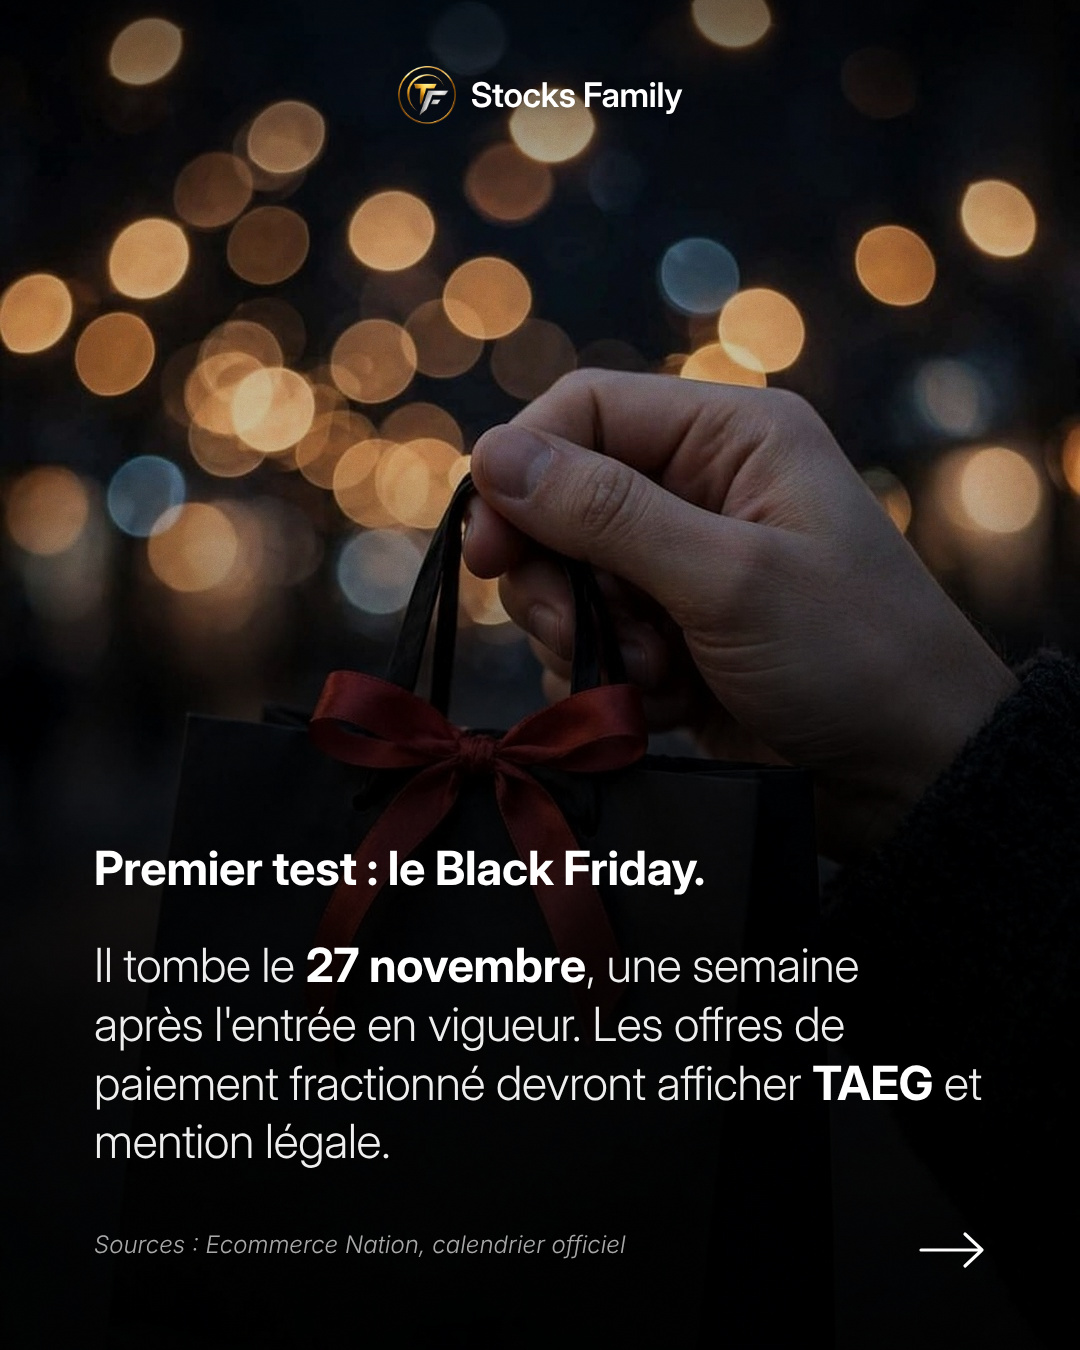 TF Stocks Family
Premier test : le Black Friday.
Il tombe le 27 novembre, une semaine
après l'entrée en vigueur. Les offres de
paiement fractionné devront afficher TAEG et
mention légale.
Sources : Ecommerce Nation, calendrier officiel